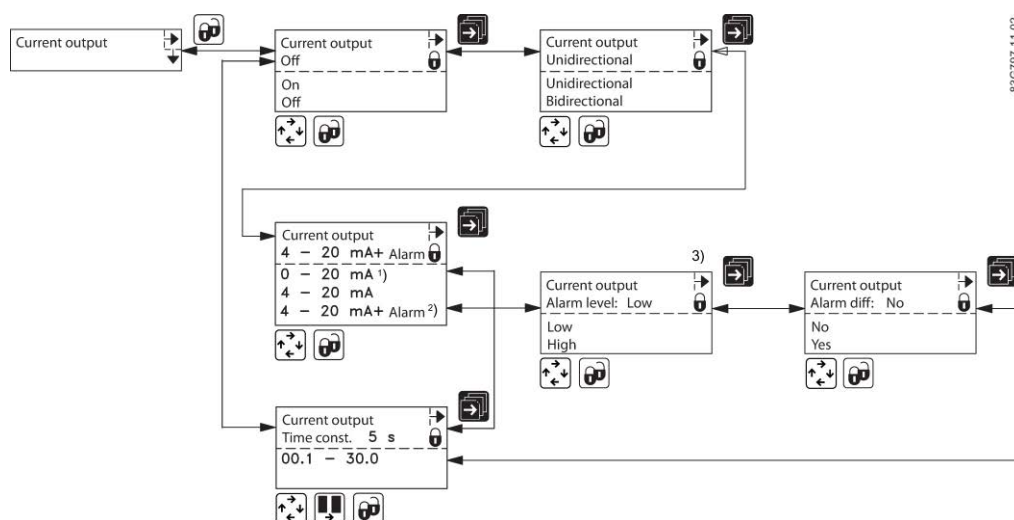 Current output
Current output
Off
On
Off
Current output
Unidirectional
Unidirectional
Bidirectional
Current output
4 - 20 mA+ Alarm
0 - 20 mA ¹)
4 - 20 mA
4 - 20 mA+ Alarm ²)
3)
Current output
Alarm level: Low
Low
High
Current output
Alarm diff: No
No
Yes
Current output
Time const. 5 s
00.1 - 30.0